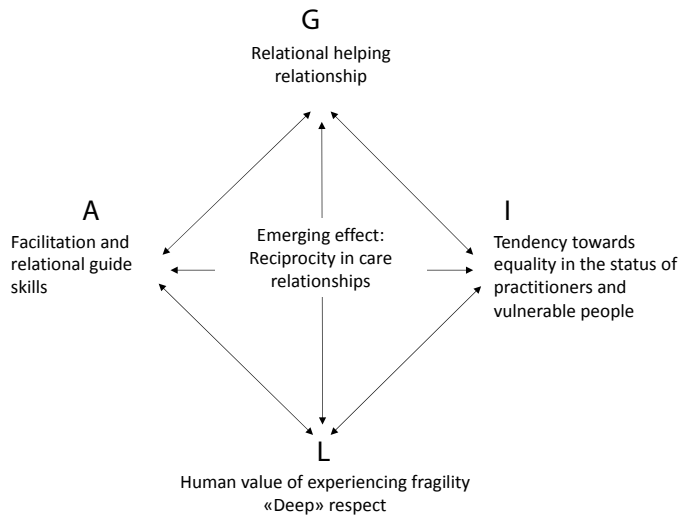 G
Relational helping
relationship
A
Facilitation and
relational guide
skills
Emerging effect:
Reciprocity in care
relationships
I
Tendency towards
equality in the status of
practitioners and
vulnerable people
L
Human value of experiencing fragility
«Deep» respect